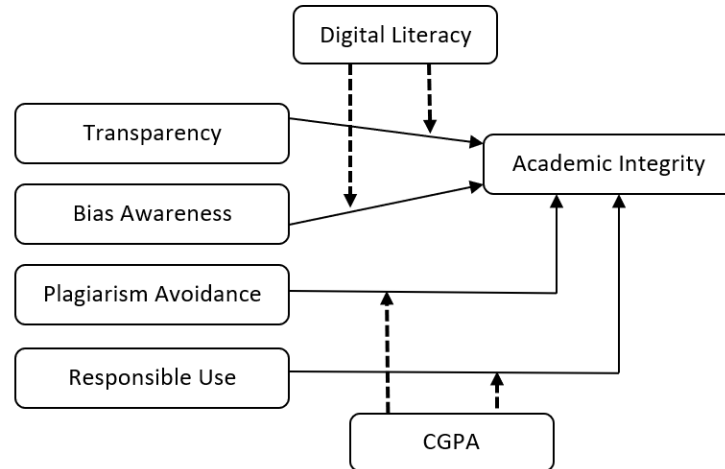 Digital Literacy
Transparency
Academic Integrity
Bias Awareness
Plagiarism Avoidance
Responsible Use
CGPA